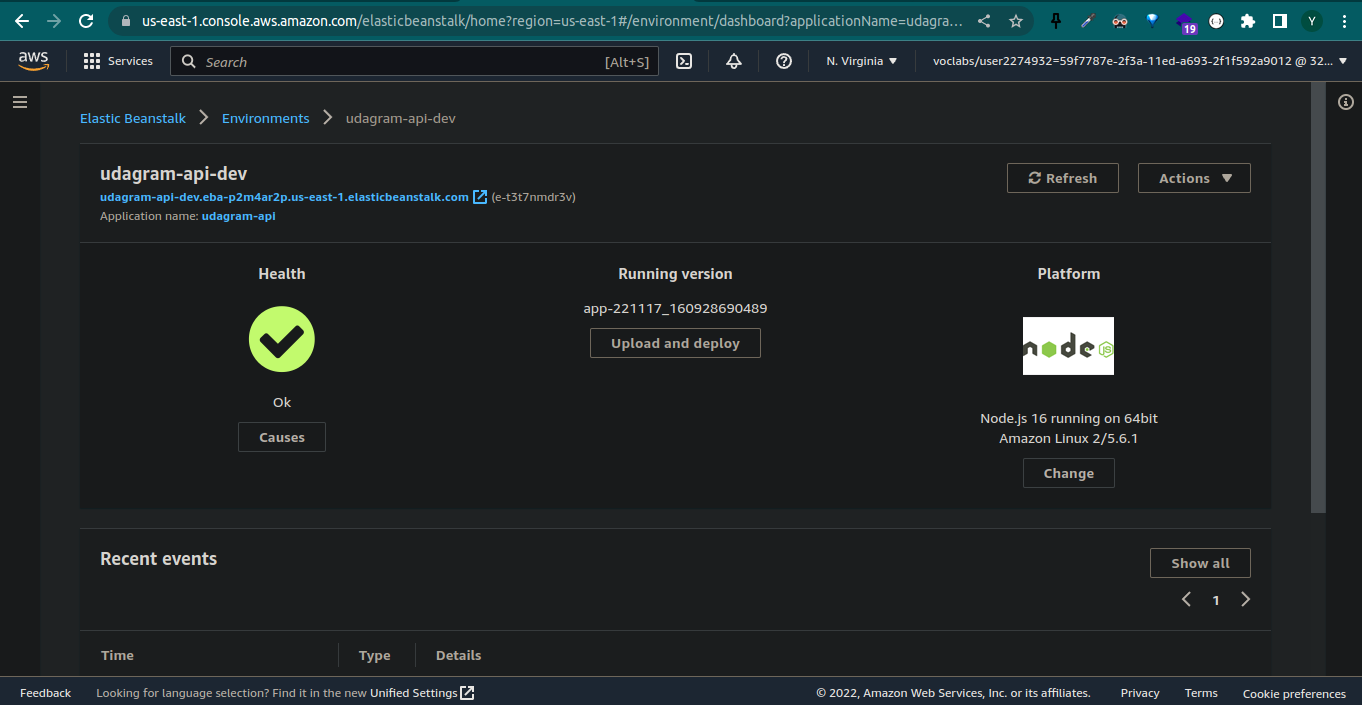 us-east-1.console.aws.amazon.com/elasticbeanstalk/home?region=us-east-1#/environment/dashboard?applicationName=udagra...
19
Y
aws
Services
Search
[Alt+S]
N. Virginia
voclabs/user2274932=59f7787e-2f3a-11ed-a693-2f1f592a9012 @ 32...
Elastic Beanstalk
Environments
udagram-api-dev
udagram-api-dev
Refresh
Actions
udagram-api-dev.eba-p2m4ar2p.us-east-1.elasticbeanstalk.com (e-t3t7nmdr3v)
Application name: udagram-api
Health
Running version
Platform
app-221117_160928690489
Upload and deploy
node
JS
Ok
Causes
Node.js 16 running on 64bit
Amazon Linux 2/5.6.1
Change
Recent events
Show all
1
Time
Type
Details
Feedback
Looking for language selection? Find it in the new Unified Settings
© 2022, Amazon Web Services, Inc. or its affiliates.
Privacy
Terms
Cookie preferences